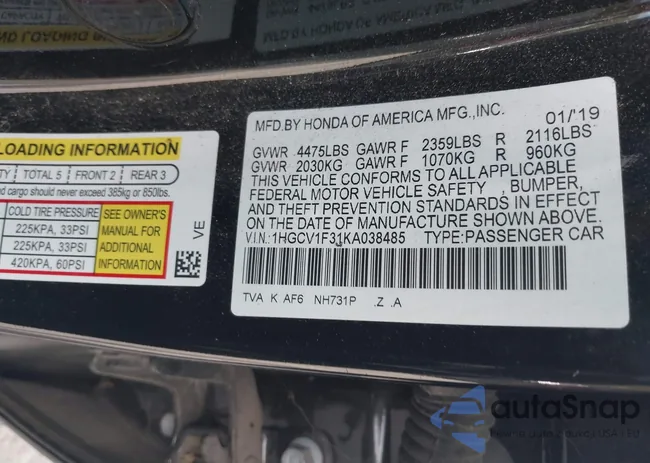 MFD.BY HONDA OF AMERICA MFG.,INC. 01/'19
GVWR 4475LBS GAWR F 2359LBS R 2116LBS
GVWR 2030KG GAWR F 1070KG R 960KG
THIS VEHICLE CONFORMS TO ALL APPLICABLE
FEDERAL MOTOR VEHICLE SAFETY , BUMPER,
AND THEFT PREVENTION STANDARDS IN EFFECT
ON THE DATE OF MANUFACTURE SHOWN ABOVE.
V.I.N.:1HGCV1F31KA038485 TYPE:PASSENGER CAR
TVA K AF6 NH731P .Z .A
LOADING INFORMATION
TOTAL 5 FRONT 2 REAR 3
cargo should never exceed 385kg or 850lbs.
COLD TIRE PRESSURE
225KPA, 33PSI
225KPA, 33PSI
420KPA, 60PSI
SEE OWNER'S
MANUAL FOR
ADDITIONAL
INFORMATION
VE
autoSnap